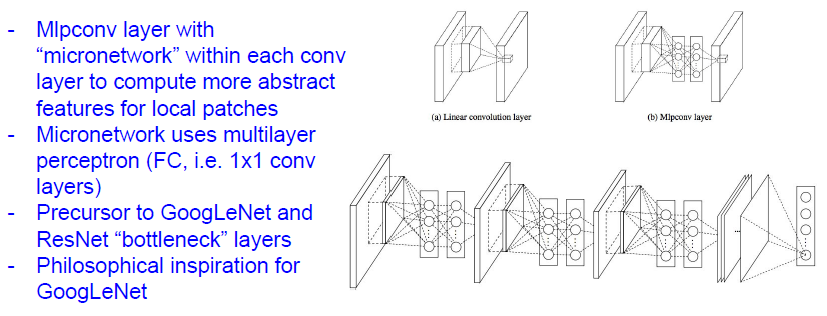 - Mlpconv layer with
"micronetwork" within each conv
layer to compute more abstract
features for local patches
- Micronetwork uses multilayer
perceptron (FC, i.e. 1x1 conv
layers)
- Precursor to GoogLeNet and
ResNet "bottleneck" layers
- Philosophical inspiration for
GoogLeNet
(a) Linear convolution layer
(b) Mlpconv layer
...